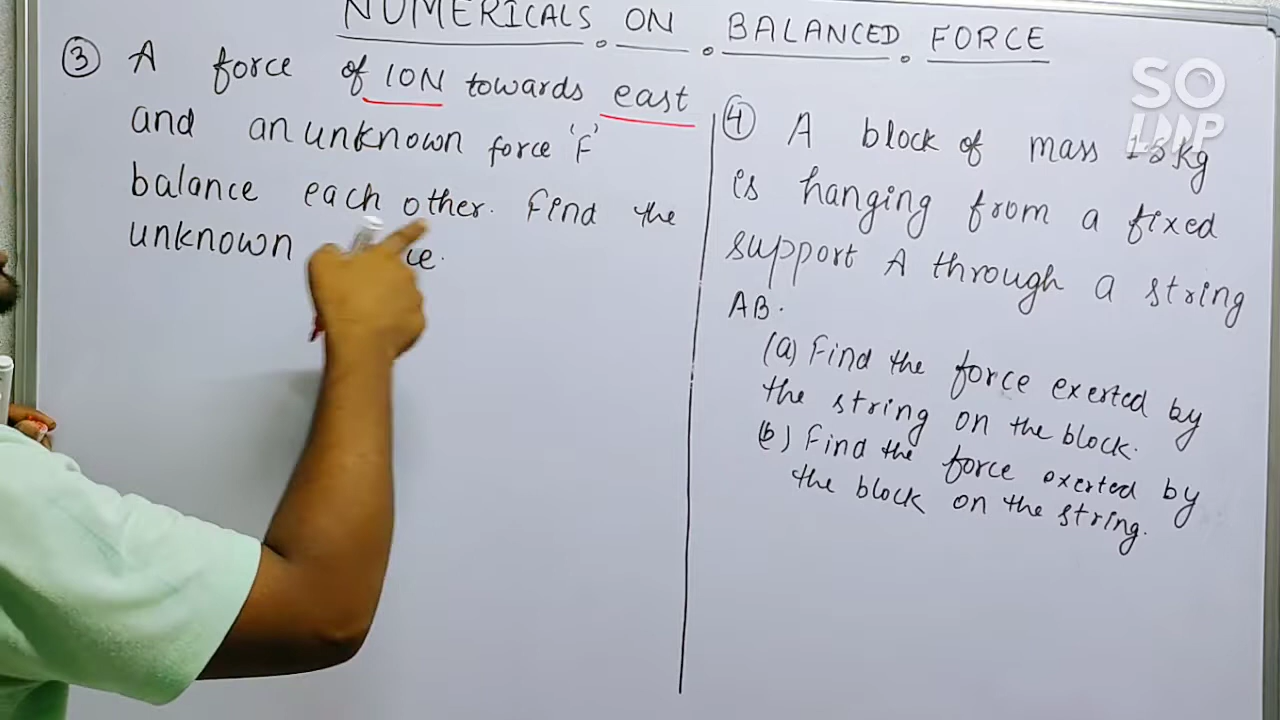 NUMERICALS ON BALANCED FORCE
③ A force of 10N towards east
and an unknown force 'F'
balance each other. Find the
unknown ce.
④ A block of mass kg
is hanging from a fixed
support A through a string
AB.
(a) Find the force exerted by
the string on the block.
(b) Find the force exerted by
the block on the string.
SO